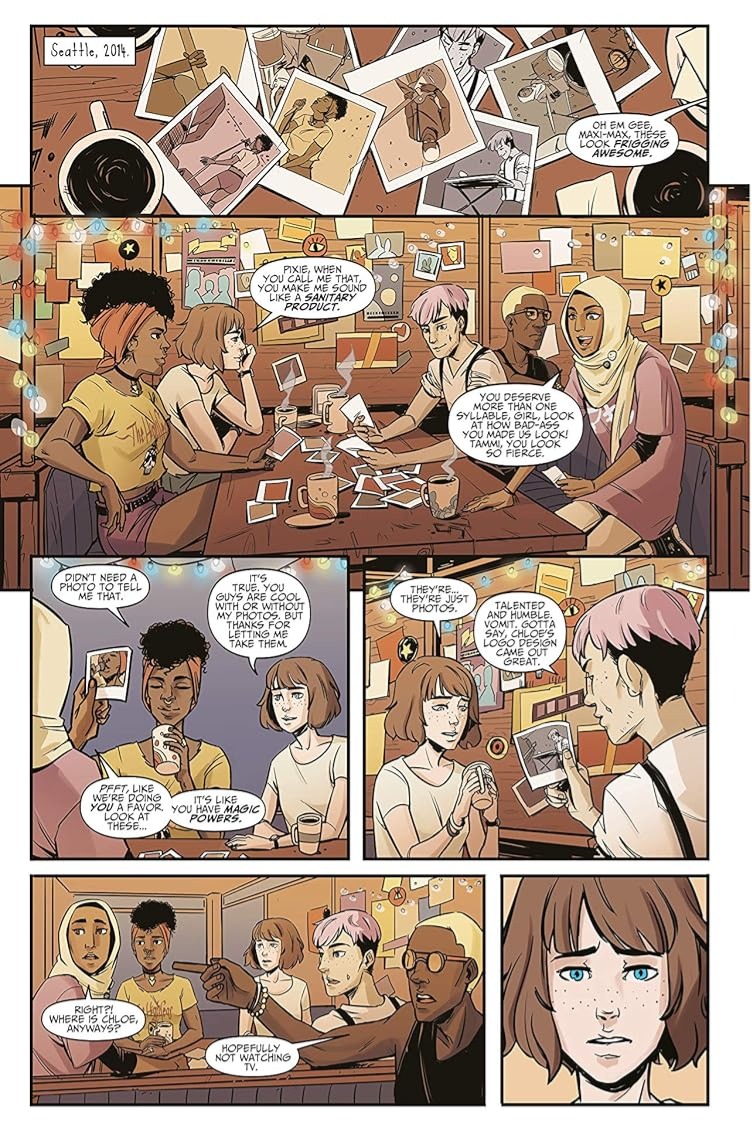 Seattle, 2014.
OH EM GEE,
MAXI-MAX, THESE
LOOK FRIGGING
AWESOME.
PIXIE, WHEN
YOU CALL ME THAT,
YOU MAKE ME SOUND
LIKE A SANITARY
PRODUCT.
YOU DESERVE
MORE THAN ONE
SYLLABLE, GIRL, LOOK
AT HOW BAD-ASS
YOU MADE US LOOK!
TAMMI, YOU LOOK
SO FIERCE.
DIDN'T NEED A
PHOTO TO TELL
ME THAT.
IT'S
TRUE. YOU
GUYS ARE COOL
WITH OR WITHOUT
MY PHOTOS. BUT
THANKS FOR
LETTING ME
TAKE THEM.
PFFT, LIKE
WE'RE DOING
YOU A FAVOR.
LOOK AT
THESE...
IT'S LIKE
YOU HAVE MAGIC
POWERS.
THEY'RE...
THEY'RE JUST
PHOTOS.
TALENTED
AND HUMBLE.
VOMIT. GOTTA
SAY, CHLOE'S
LOGO DESIGN
CAME OUT
GREAT.
RIGHT?!
WHERE IS CHLOE,
ANYWAYS?
HOPEFULLY
NOT WATCHING
TV.